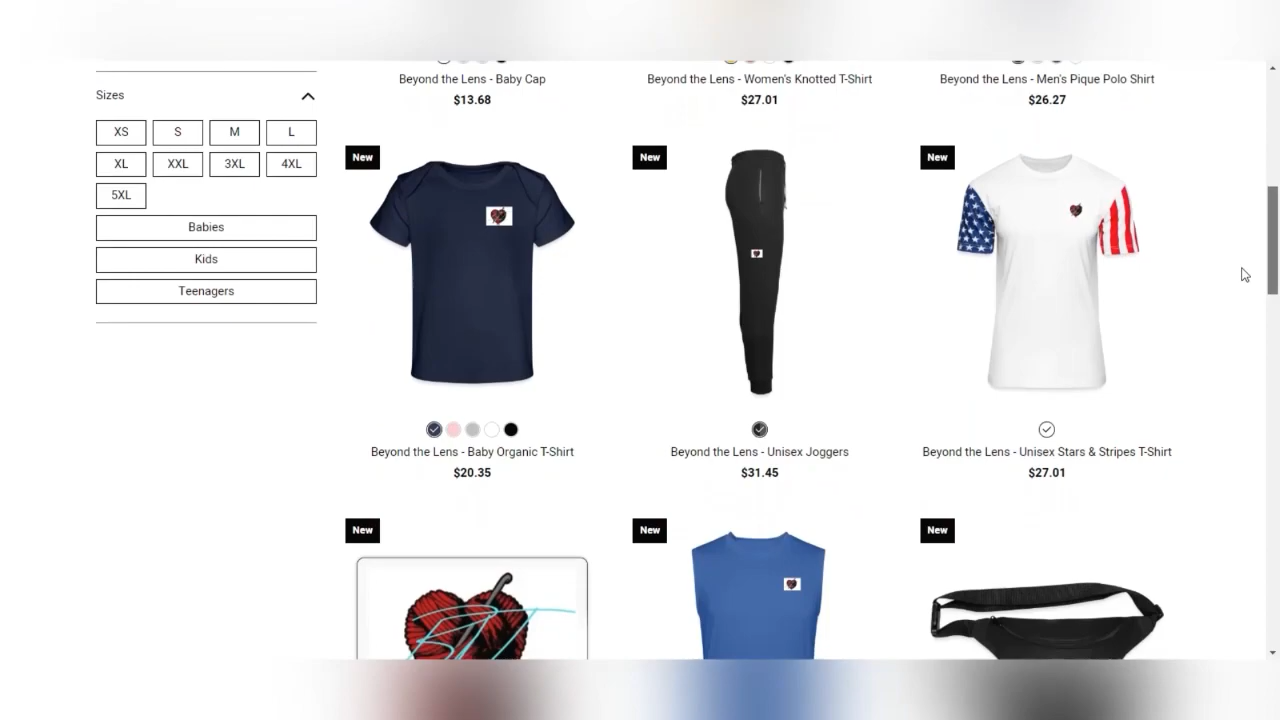 Sizes
XS
S
M
L
XL
XXL
3XL
4XL
5XL
Babies
Kids
Teenagers
Beyond the Lens - Baby Cap
$13.68
Beyond the Lens - Women's Knotted T-Shirt
$27.01
Beyond the Lens - Men's Pique Polo Shirt
$26.27
New
New
New
Beyond the Lens - Baby Organic T-Shirt
$20.35
Beyond the Lens - Unisex Joggers
$31.45
Beyond the Lens - Unisex Stars & Stripes T-Shirt
$27.01
New
New
New